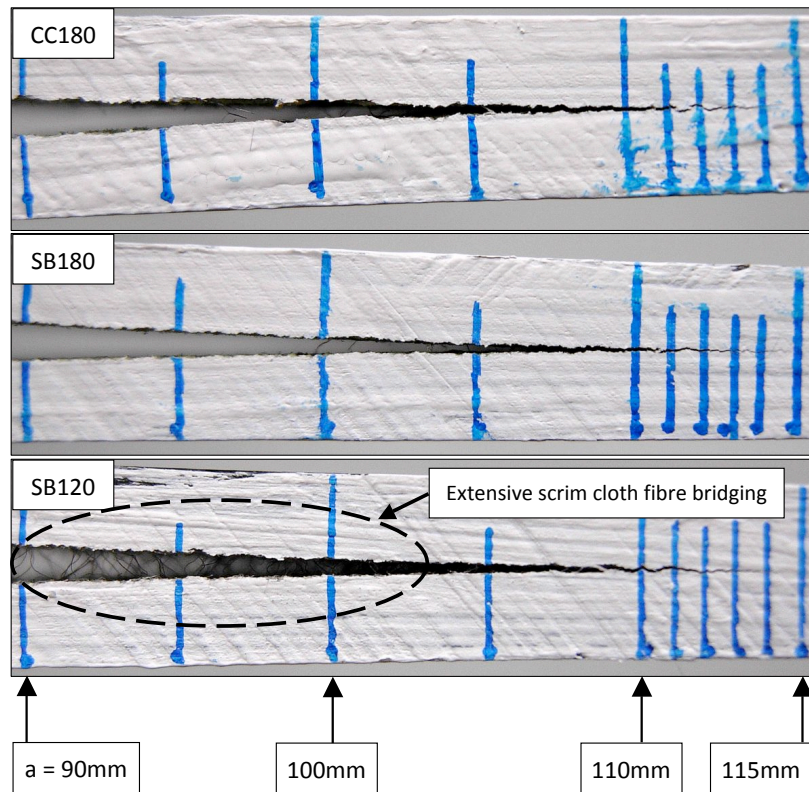 CC180
SB180
SB120
Extensive scrim cloth fibre bridging
a = 90mm
100mm
110mm
115mm